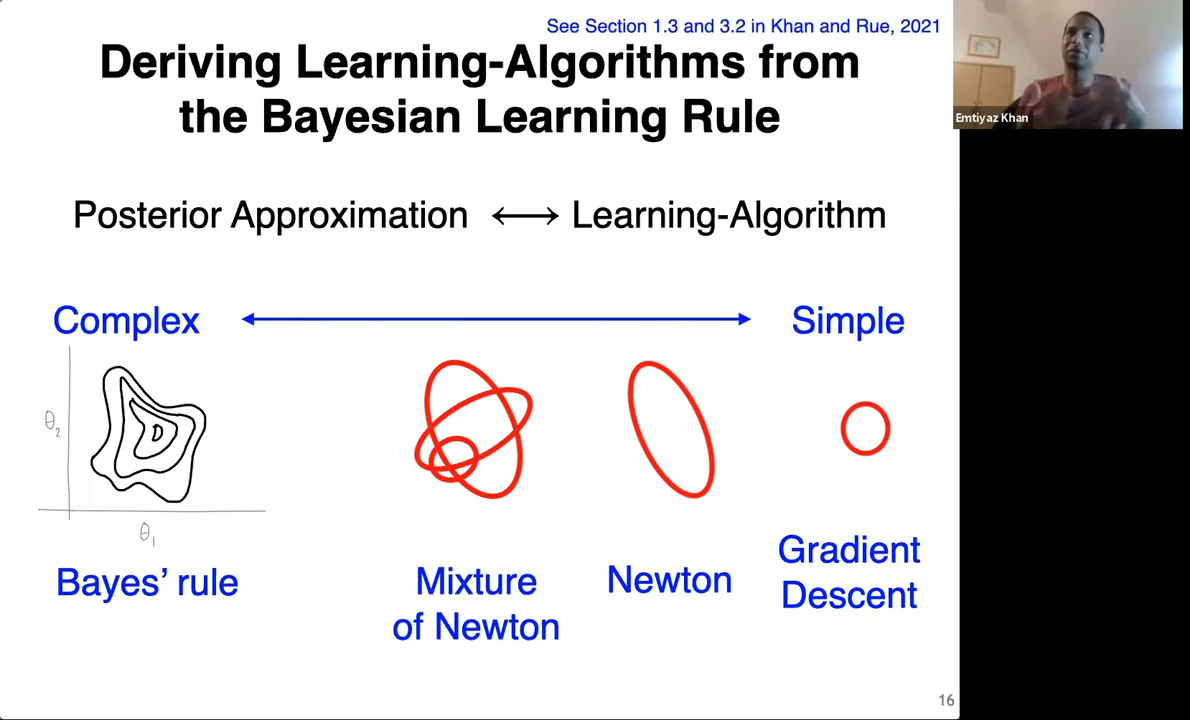 See Section 1.3 and 3.2 in Khan and Rue, 2021
Deriving Learning-Algorithms from
the Bayesian Learning Rule
Emtiyaz Khan
Posterior Approximation ⟷ Learning-Algorithm
Complex
Simple
θ₂
θ₁
Bayes’ rule
Mixture
of Newton
Newton
Gradient
Descent
16